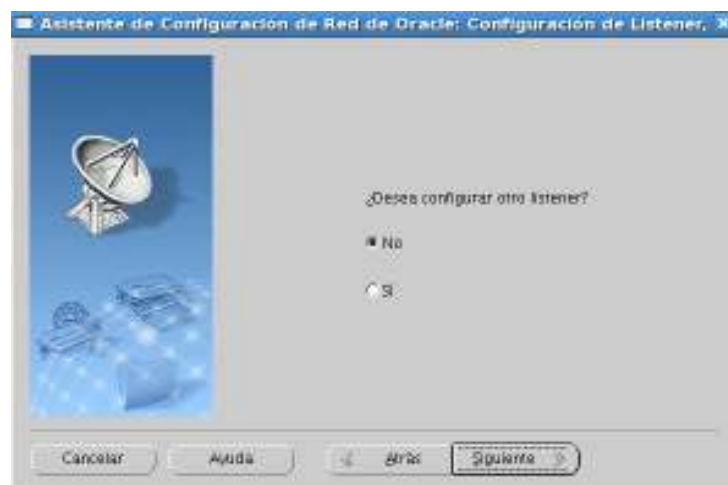 Asistente de Configuración de Red de Oracle: Configuración de Listener,
¿Desea configurar otro listener?
No
Sí
Cancelar
Ayuda
Atrás
Siguiente